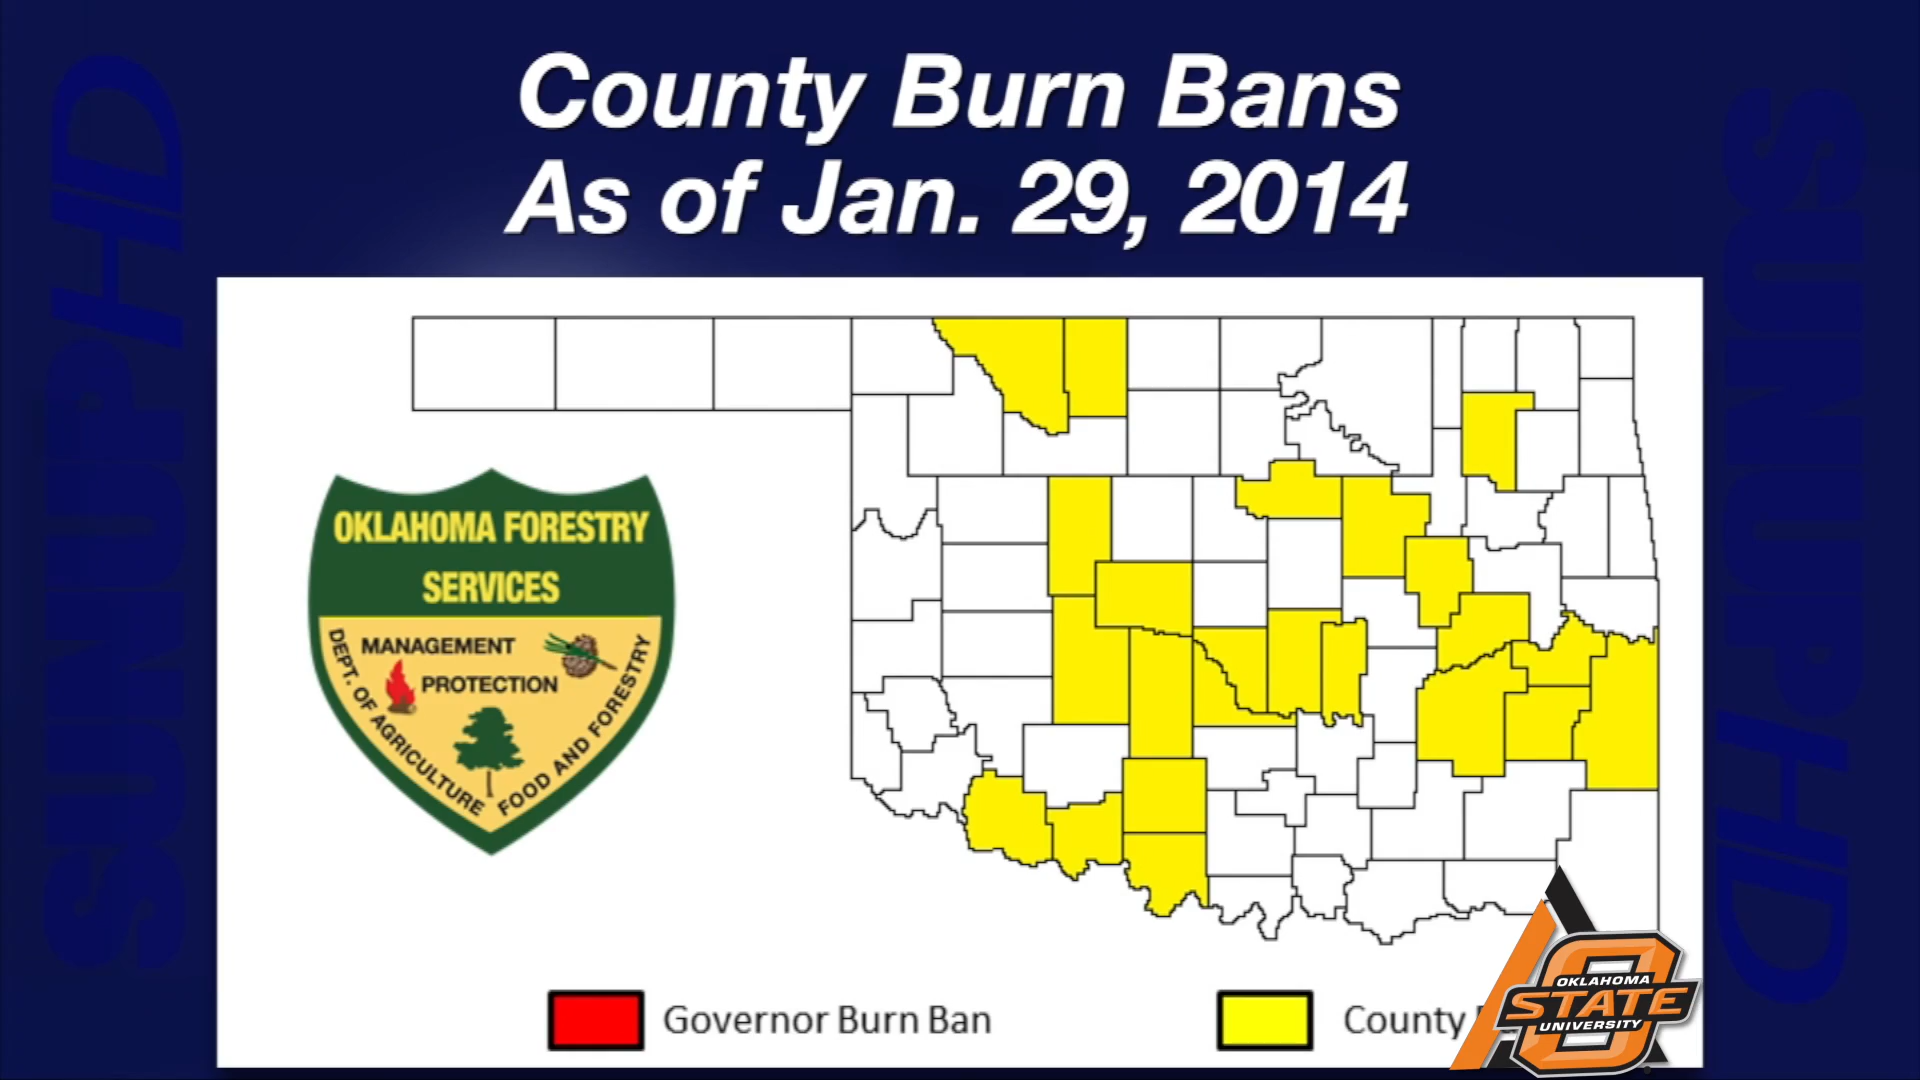 County Burn Bans
As of Jan. 29, 2014
SUNUPHD
SUNUPHD
OKLAHOMA FORESTRY
SERVICES
MANAGEMENT
PROTECTION
DEPT. OF AGRICULTURE FOOD AND FORESTRY
Governor Burn Ban
County
OKLAHOMA
STATE
UNIVERSITY